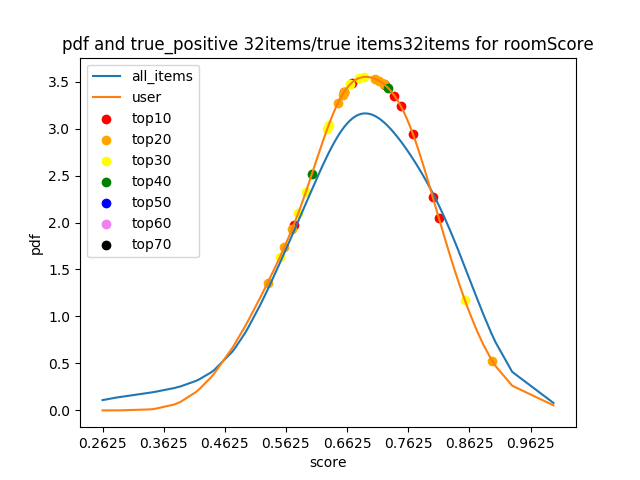 pdf and true_positive 32items/true items32items for roomScore
all_items
user
top10
top20
top30
top40
top50
top60
top70
pdf
3.5
3.0
2.5
2.0
1.5
1.0
0.5
0.0
0.2625 0.3625 0.4625 0.5625 0.6625 0.7625 0.8625 0.9625
score